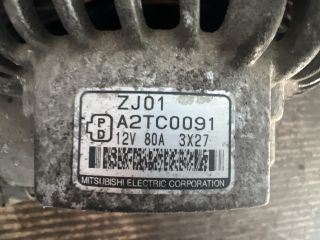 ZJ01
P
D
A2TC0091
12V 80A 3X27
MITSUBISHI ELECTRIC CORPORATION